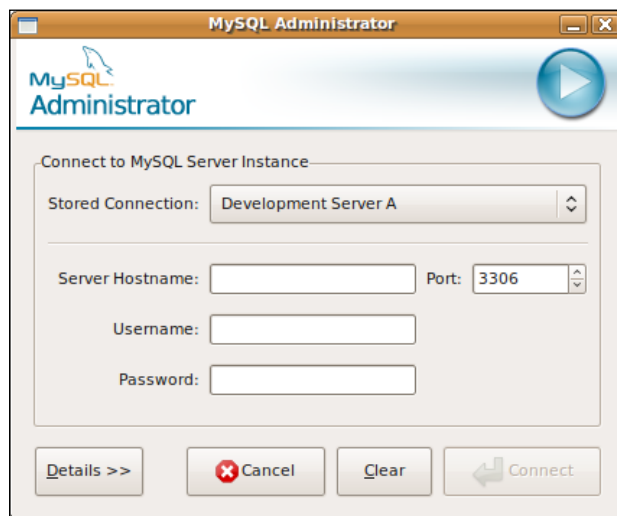 MySQL Administrator
MySQL
Administrator
Connect to MySQL Server Instance
Stored Connection: Development Server A
Server Hostname: Port: 3306
Username:
Password:
Details >> Cancel Clear Connect